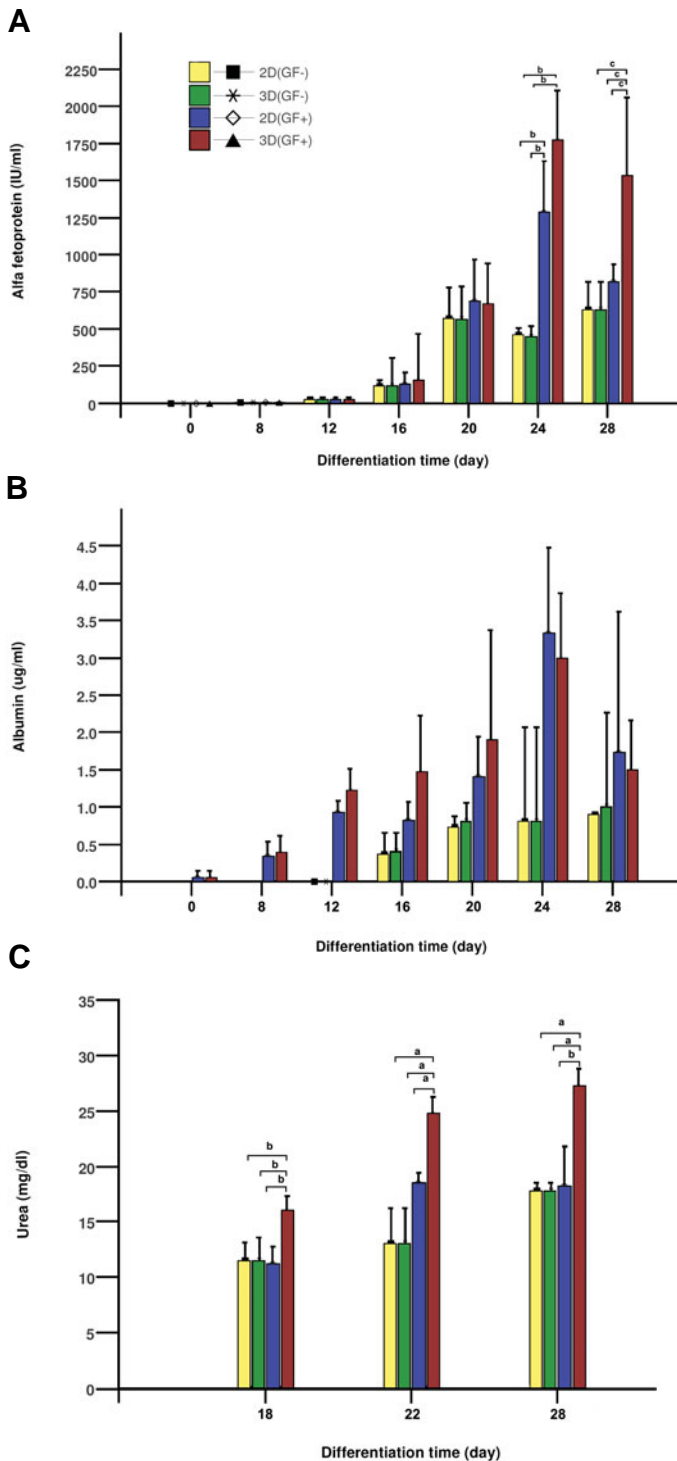 A
2250
2000
1750
1500
1250
1000
750
500
250
0
Alfa fetoprotein (IU/ml)
2D(GF-)
3D(GF-)
2D(GF+)
3D(GF+)
b
b
b
b
c
c
c
0 8 12 16 20 24 28
Differentiation time (day)
B
4.5
4.0
3.5
3.0
2.5
2.0
1.5
1.0
0.5
0.0
Albumin (ug/ml)
0 8 12 16 20 24 28
Differentiation time (day)
C
35
30
25
20
15
10
5
0
Urea (mg/dl)
b
b
b
a
a
a
a
a
b
18 22 28
Differentiation time (day)